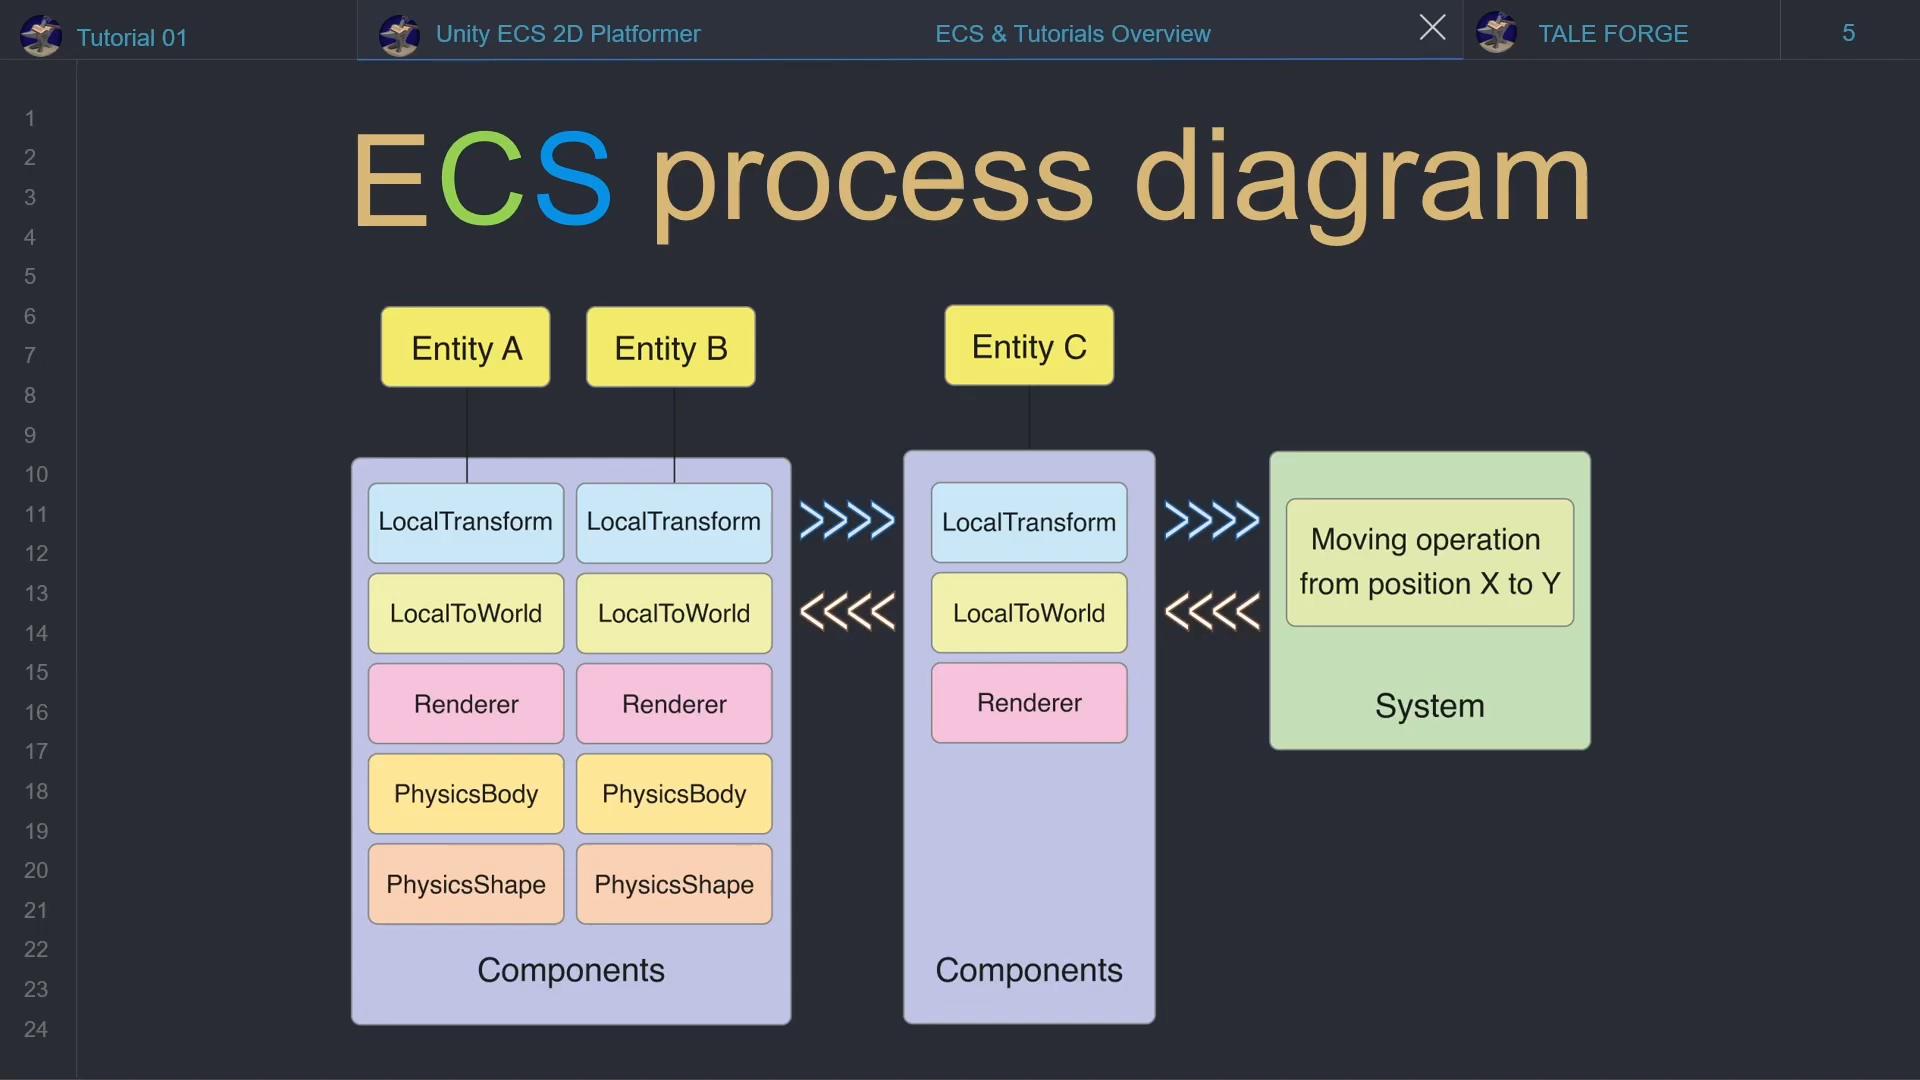 Tutorial 01
Unity ECS 2D Platformer
ECS & Tutorials Overview
TALE FORGE
5
1
2
3
4
5
6
7
8
9
10
11
12
13
14
15
16
17
18
19
20
21
22
23
24
ECS process diagram
Entity A
Entity B
Entity C
LocalTransform
LocalTransform
LocalToWorld
LocalToWorld
Renderer
Renderer
PhysicsBody
PhysicsBody
PhysicsShape
PhysicsShape
Components
LocalTransform
LocalToWorld
Renderer
Components
Moving operation
from position X to Y
System